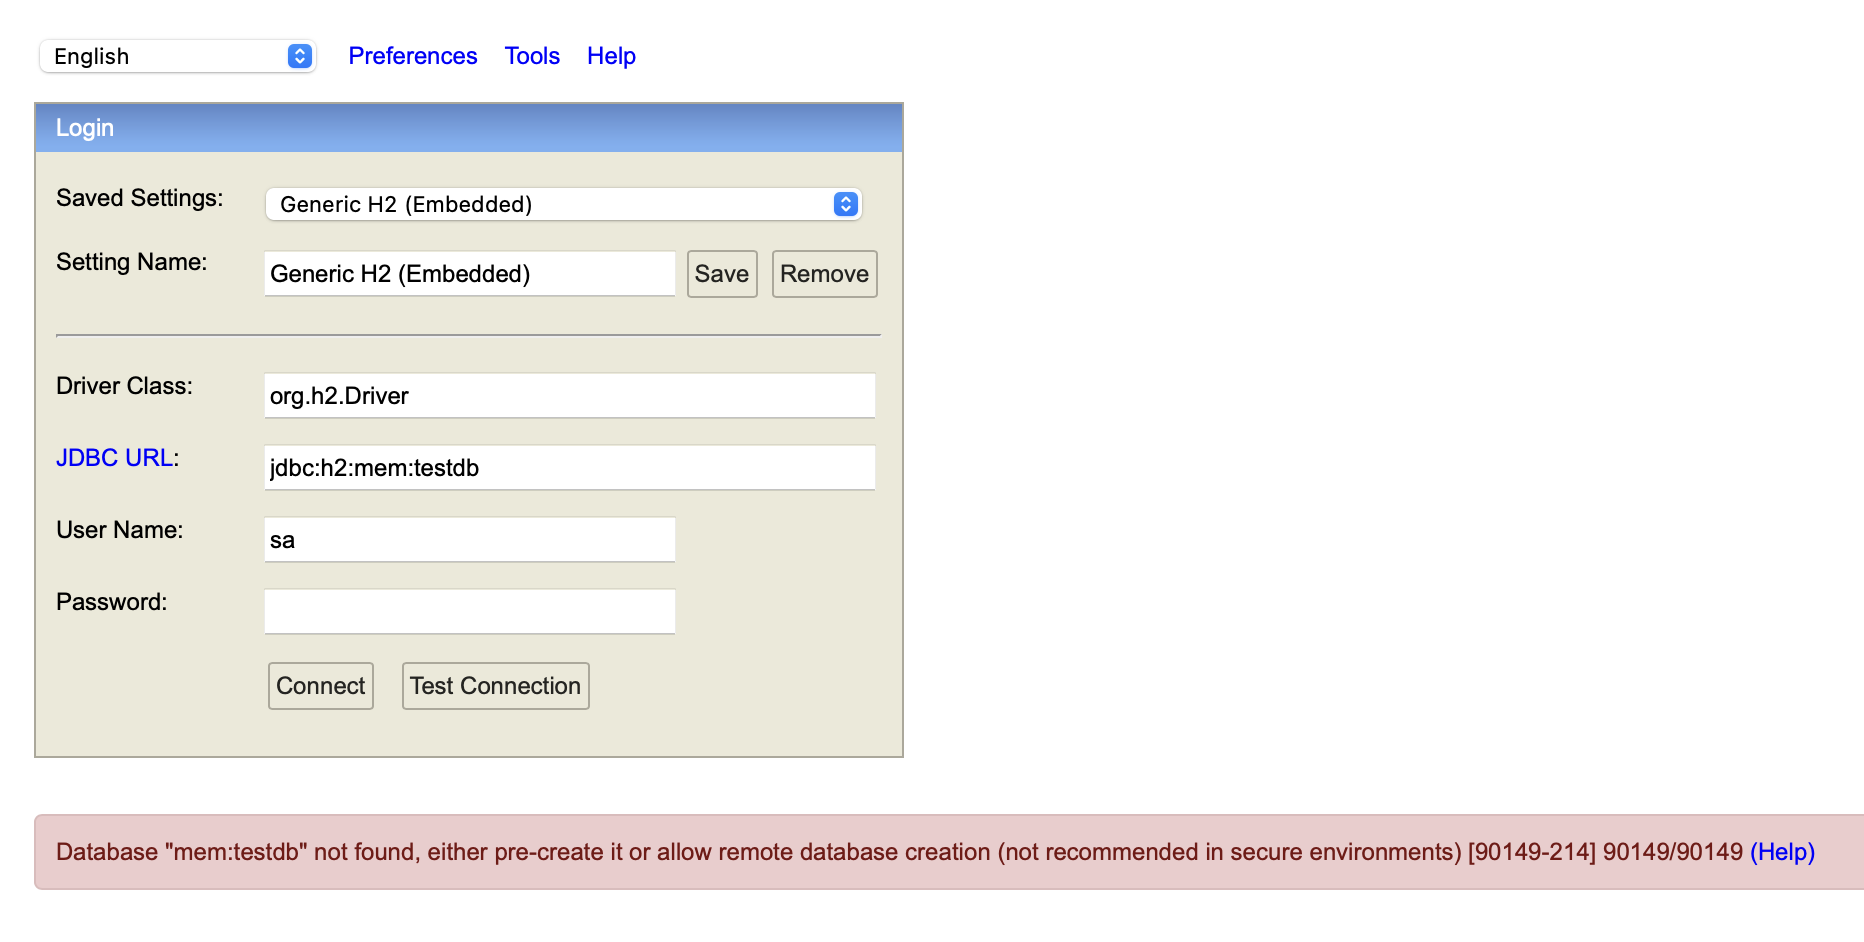 English Preferences Tools Help
Login
Saved Settings: Generic H2 (Embedded)
Setting Name: Generic H2 (Embedded) Save Remove
Driver Class: org.h2.Driver
JDBC URL: jdbc:h2:mem:testdb
User Name: sa
Password:
Connect Test Connection
Database "mem:testdb" not found, either pre-create it or allow remote database creation (not recommended in secure environments) [90149-214] 90149/90149 (Help)